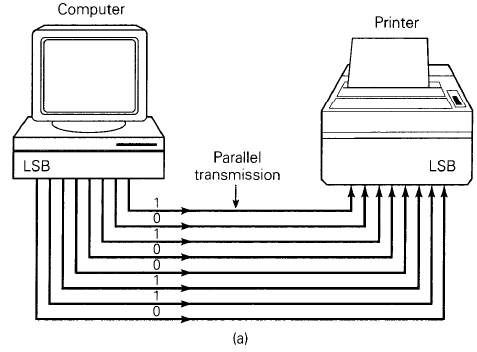 Computer
Printer
LSB
LSB
Parallel
transmission
1
0
1
0
0
1
1
0
(a)